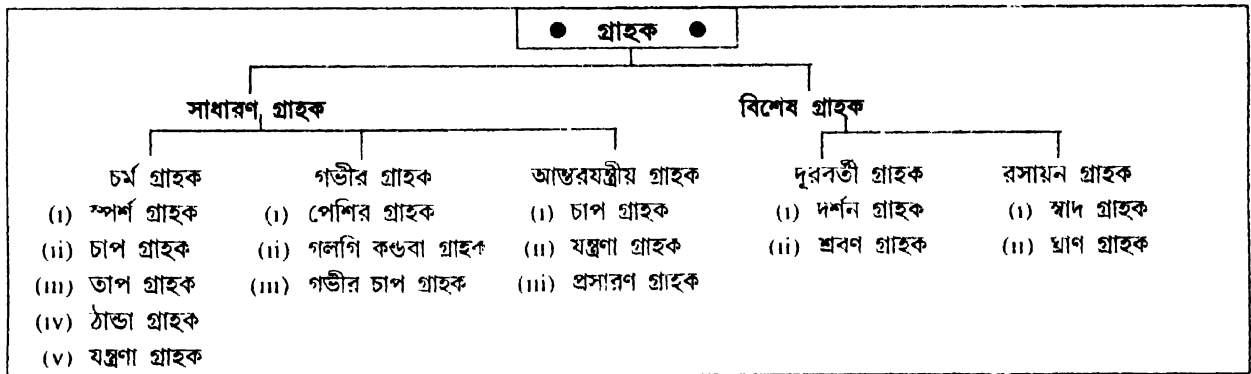 ● গ্রাহক ●
সাধারণ গ্রাহক বিশেষ গ্রাহক
চর্ম গ্রাহক গভীর গ্রাহক আন্তরযন্ত্রীয় গ্রাহক দূরবর্তী গ্রাহক রসায়ন গ্রাহক
(i) স্পর্শ গ্রাহক (i) পেশির গ্রাহক (i) চাপ গ্রাহক (i) দর্শন গ্রাহক (i) স্বাদ গ্রাহক
(ii) চাপ গ্রাহক (ii) গলগি কণ্ডবা গ্রাহক (ii) যন্ত্রণা গ্রাহক (ii) শ্রবণ গ্রাহক (ii) ঘ্রাণ গ্রাহক
(iii) তাপ গ্রাহক (iii) গভীর চাপ গ্রাহক (iii) প্রসারণ গ্রাহক
(iv) ঠান্ডা গ্রাহক
(v) যন্ত্রণা গ্রাহক